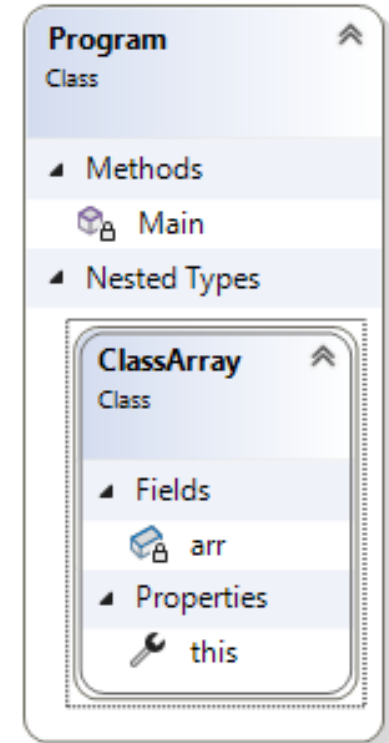 Program
Class
Methods
Main
Nested Types
ClassArray
Class
Fields
arr
Properties
this